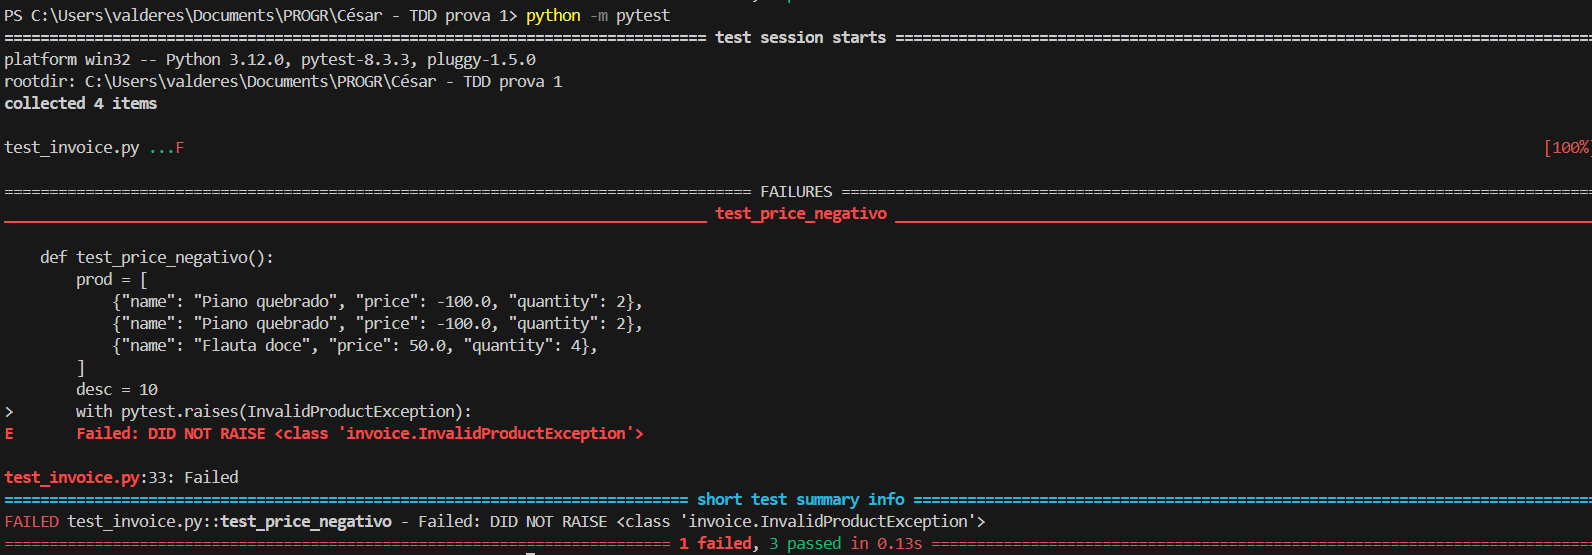 PS C:\Users\valderes\Documents\PROGR\César - TDD prova 1> python -m pytest
=============================================================================== test session starts ===============================================================================
platform win32 -- Python 3.12.0, pytest-8.3.3, pluggy-1.5.0
rootdir: C:\Users\valderes\Documents\PROGR\César - TDD prova 1
collected 4 items
test_invoice.py ...F [100%]
==================================================================================== FAILURES ====================================================================================
_______________________________________________________________________________ test_price_negativo _______________________________________________________________________________
def test_price_negativo():
prod = [
{"name": "Piano quebrado", "price": -100.0, "quantity": 2},
{"name": "Piano quebrado", "price": -100.0, "quantity": 2},
{"name": "Flauta doce", "price": 50.0, "quantity": 4},
]
desc = 10
> with pytest.raises(InvalidProductException):
E Failed: DID NOT RAISE <class 'invoice.InvalidProductException'>
test_invoice.py:33: Failed
============================================================================= short test summary info =============================================================================
FAILED test_invoice.py::test_price_negativo - Failed: DID NOT RAISE <class 'invoice.InvalidProductException'>
=========================================================================== 1 failed, 3 passed in 0.13s ===========================================================================